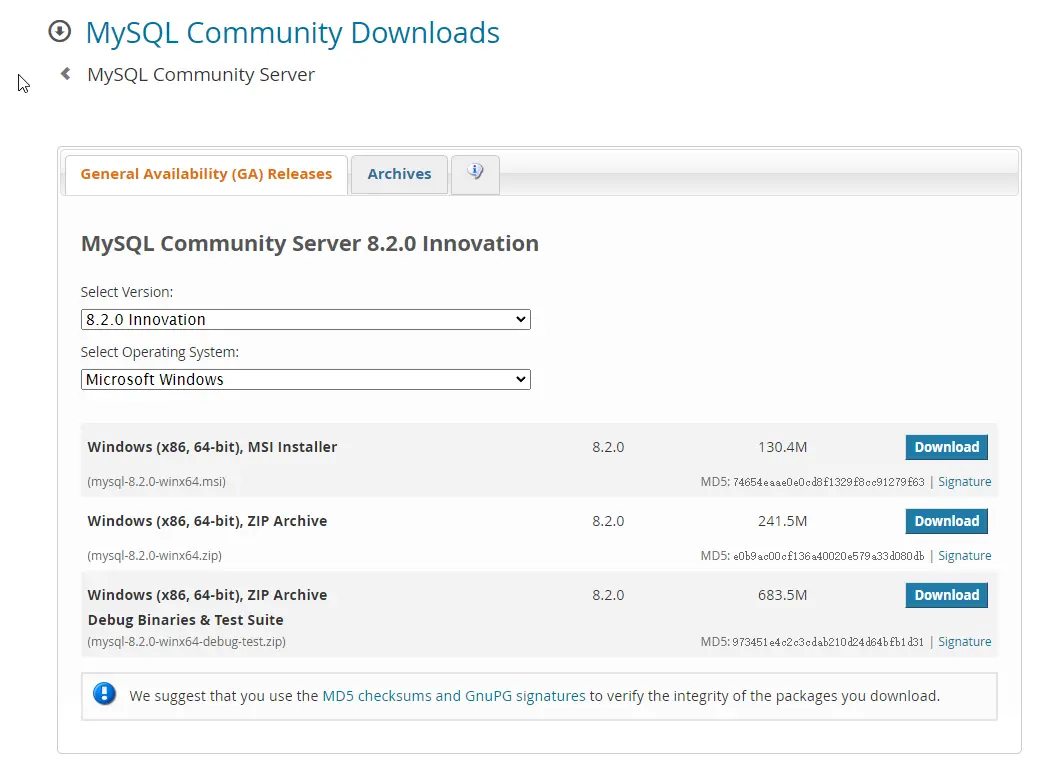 MySQL Community Downloads
MySQL Community Server
General Availability (GA) Releases
Archives
MySQL Community Server 8.2.0 Innovation
Select Version:
8.2.0 Innovation
Select Operating System:
Microsoft Windows
Windows (x86, 64-bit), MSI Installer 8.2.0 130.4M Download
(mysql-8.2.0-winx64.msi) MD5: 74654eaae0e0cd8f1329f8cc91279f63 | Signature
Windows (x86, 64-bit), ZIP Archive 8.2.0 241.5M Download
(mysql-8.2.0-winx64.zip) MD5: e0b9ac00cf136a40020e579a33d080db | Signature
Windows (x86, 64-bit), ZIP Archive 8.2.0 683.5M Download
Debug Binaries & Test Suite
(mysql-8.2.0-winx64-debug-test.zip) MD5: 973451e4c2c3cdab210d24d64bfb1d31 | Signature
We suggest that you use the MD5 checksums and GnuPG signatures to verify the integrity of the packages you download.